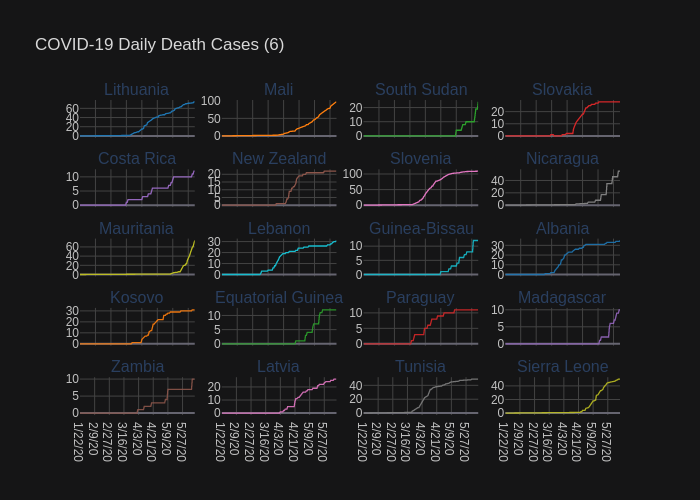 COVID-19 Daily Death Cases (6)
Lithuania Mali South Sudan Slovakia
60 40 20 0 100 50 0 20 10 0 20 10 0
Costa Rica New Zealand Slovenia Nicaragua
10 5 0 20 15 10 5 0 100 50 0 40 20 0
Mauritania Lebanon Guinea-Bissau Albania
60 40 20 0 30 20 10 0 10 5 0 30 20 10 0
Kosovo Equatorial Guinea Paraguay Madagascar
30 20 10 0 10 5 0 10 5 0 10 5 0
Zambia Latvia Tunisia Sierra Leone
10 5 0 20 10 0 40 20 0 40 20 0
1/22/20 2/9/20 2/27/20 3/16/20 4/3/20 4/21/20 5/9/20 5/27/20 1/22/20 2/9/20 2/27/20 3/16/20 4/3/20 4/21/20 5/9/20 5/27/20 1/22/20 2/9/20 2/27/20 3/16/20 4/3/20 4/21/20 5/9/20 5/27/20 1/22/20 2/9/20 2/27/20 3/16/20 4/3/20 4/21/20 5/9/20 5/27/20